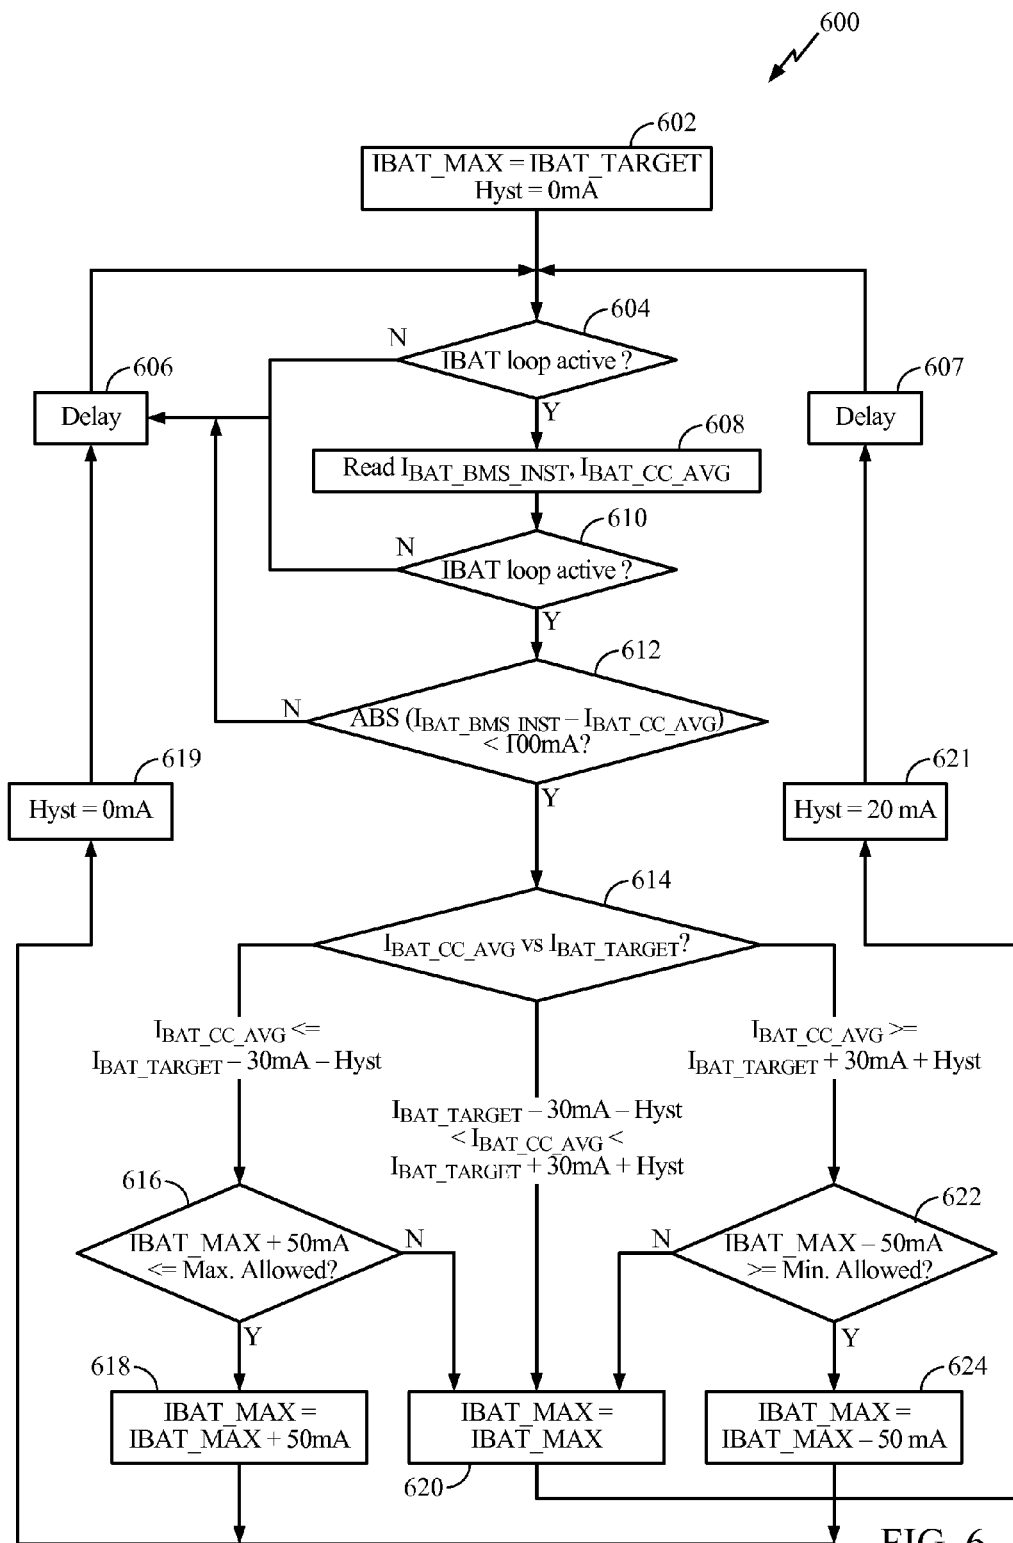 600
602
IBAT_MAX = IBAT_TARGET
Hyst = 0mA
604
N
IBAT loop active ?
Y
606
Delay
607
Delay
608
Read IBAT_BMS_INST, IBAT_CC_AVG
610
N
IBAT loop active ?
Y
612
N
ABS (IBAT_BMS_INST – IBAT_CC_AVG)
< 100mA?
Y
619
Hyst = 0mA
621
Hyst = 20 mA
614
IBAT_CC_AVG vs IBAT_TARGET?
IBAT_CC_AVG <=
IBAT_TARGET – 30mA – Hyst
IBAT_CC_AVG >=
IBAT_TARGET + 30mA + Hyst
IBAT_TARGET – 30mA – Hyst
< IBAT_CC_AVG <
IBAT_TARGET + 30mA + Hyst
616
IBAT_MAX + 50mA
<= Max. Allowed?
N
Y
622
N
IBAT_MAX – 50mA
>= Min. Allowed?
Y
618
IBAT_MAX =
IBAT_MAX + 50mA
IBAT_MAX =
IBAT_MAX
620
624
IBAT_MAX =
IBAT_MAX – 50 mA
FIG. 6